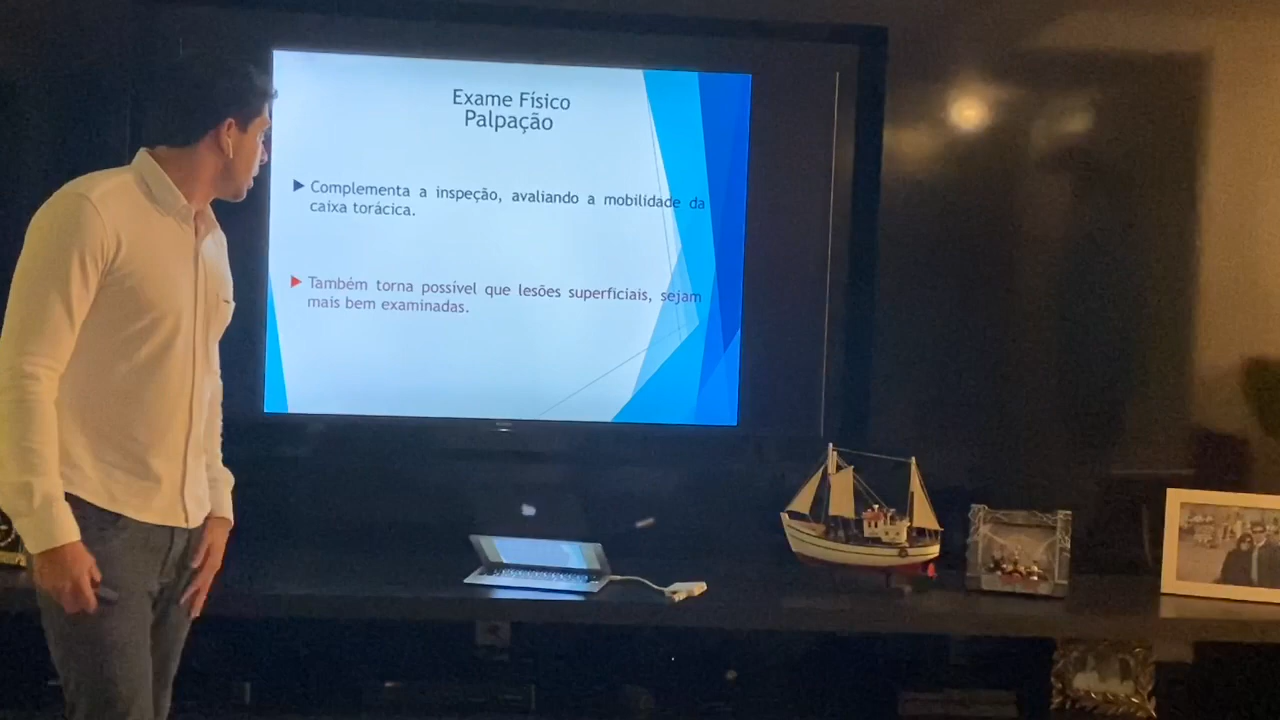 Exame Físico
Palpação
Complementa a inspeção, avaliando a mobilidade da
caixa torácica.
Também torna possível que lesões superficiais, sejam
mais bem examinadas.